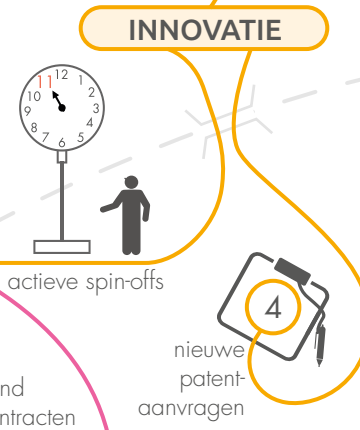 INNOVATIE
12
1
2
3
4
5
6
7
8
9
10
11
actieve spin-offs
4
nieuwe
patent-
aanvragen
nd
ntracten